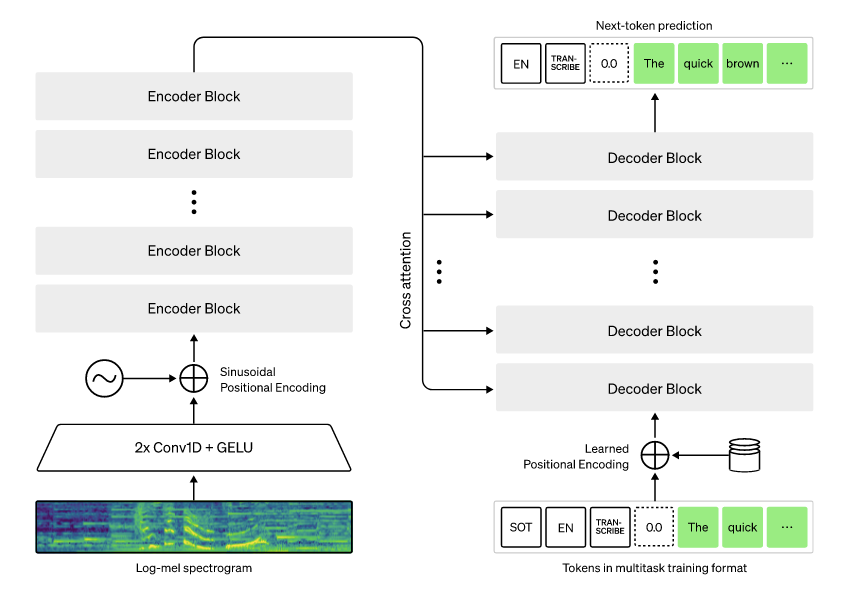 Next-token prediction
EN
TRAN-
SCRIBE
0.0
The
quick
brown
...
Encoder Block
Encoder Block
Encoder Block
Encoder Block
Sinusoidal
Positional Encoding
2x Conv1D + GELU
Log-mel spectrogram
Cross attention
Decoder Block
Decoder Block
Decoder Block
Decoder Block
Learned
Positional Encoding
SOT
EN
TRAN-
SCRIBE
0.0
The
quick
...
Tokens in multitask training format